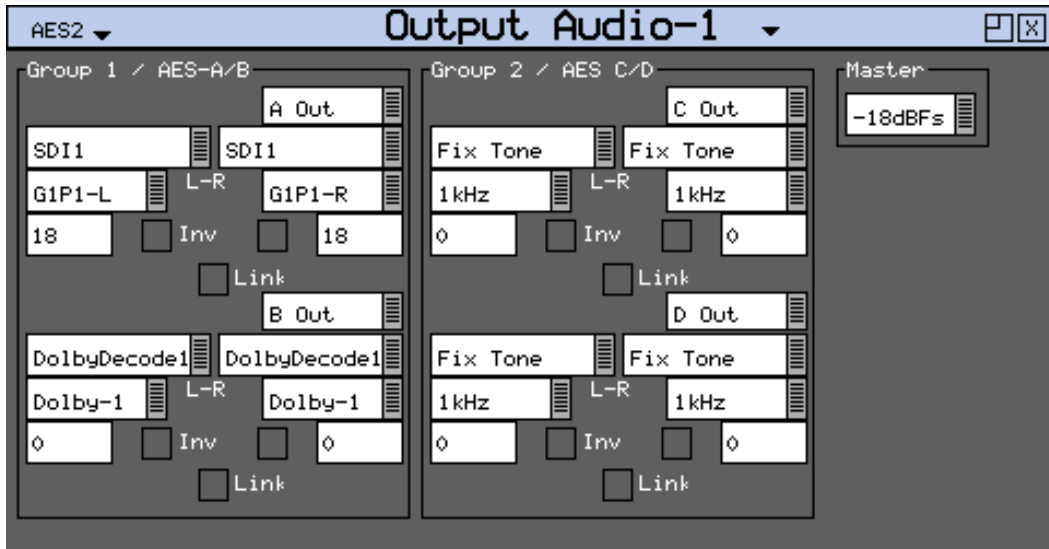 AES2 Output Audio-1 X
Group 1 / AES-A/B Group 2 / AES C/D Master
A Out C Out -18dBFs
SDI1 SDI1 Fix Tone Fix Tone
G1P1-L L-R G1P1-R 1kHz L-R 1kHz
18 Inv 18 0 Inv 0
Link Link
B Out D Out
DolbyDecode1 DolbyDecode1 Fix Tone Fix Tone
Dolby-1 L-R Dolby-1 1kHz L-R 1kHz
0 Inv 0 0 Inv 0
Link Link